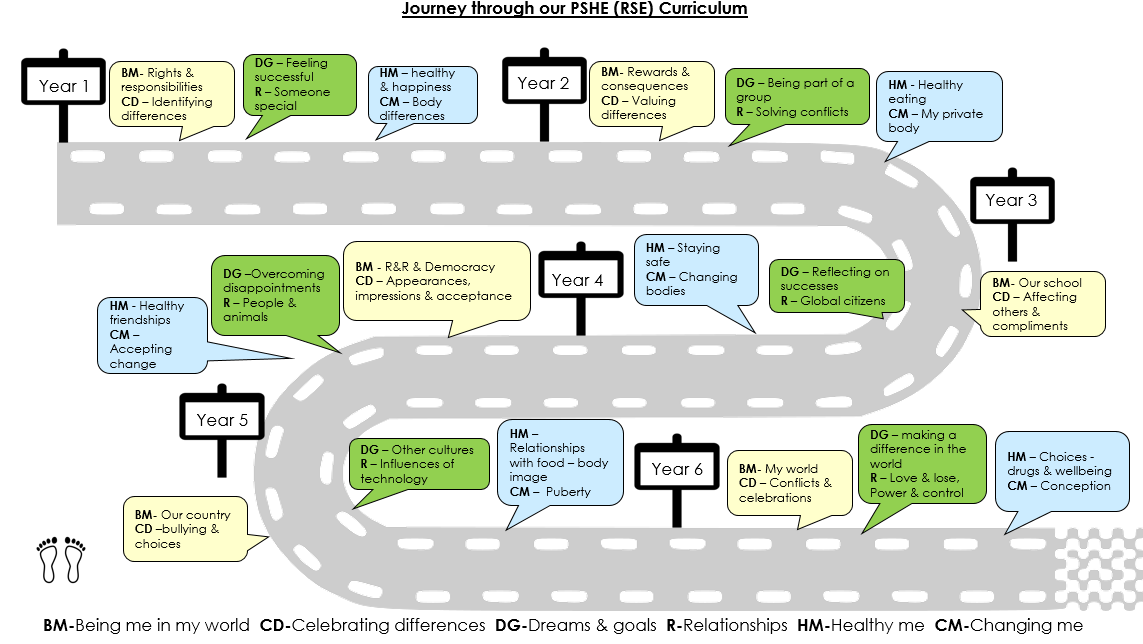 Journey through our PSHE (RSE) Curriculum
Year 1
BM- Rights &
responsibilities
CD – Identifying
differences
DG – Feeling
successful
R – Someone
special
HM – healthy
& happiness
CM – Body
differences
Year 2
BM- Rewards &
consequences
CD – Valuing
differences
DG – Being part of a
group
R – Solving conflicts
HM - Healthy
eating
CM – My private
body
Year 3
BM- Our school
CD – Affecting
others &
compliments
DG – Reflecting on
successes
R – Global citizens
HM – Staying
safe
CM – Changing
bodies
Year 4
BM - R&R & Democracy
CD – Appearances,
impressions & acceptance
DG –Overcoming
disappointments
R – People &
animals
HM - Healthy
friendships
CM –
Accepting
change
Year 5
BM- Our country
CD –bullying &
choices
DG – Other cultures
R – Influences of
technology
HM –
Relationships
with food – body
image
CM – Puberty
Year 6
BM- My world
CD – Conflicts &
celebrations
DG – making a
difference in the
world
R – Love & lose,
Power & control
HM – Choices -
drugs & wellbeing
CM – Conception
BM-Being me in my world CD-Celebrating differences DG-Dreams & goals R-Relationships HM-Healthy me CM-Changing me